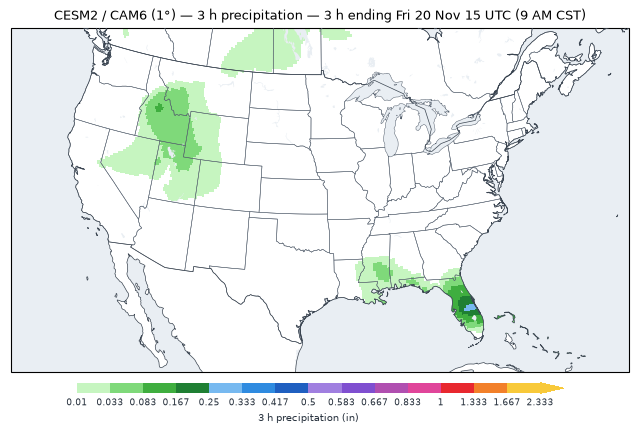 CESM2 / CAM6 (1°) — 3 h precipitation — 3 h ending Fri 20 Nov 15 UTC (9 AM CST)
0.01 0.033 0.083 0.167 0.25 0.333 0.417 0.5 0.583 0.667 0.833 1 1.333 1.667 2.333
3 h precipitation (in)